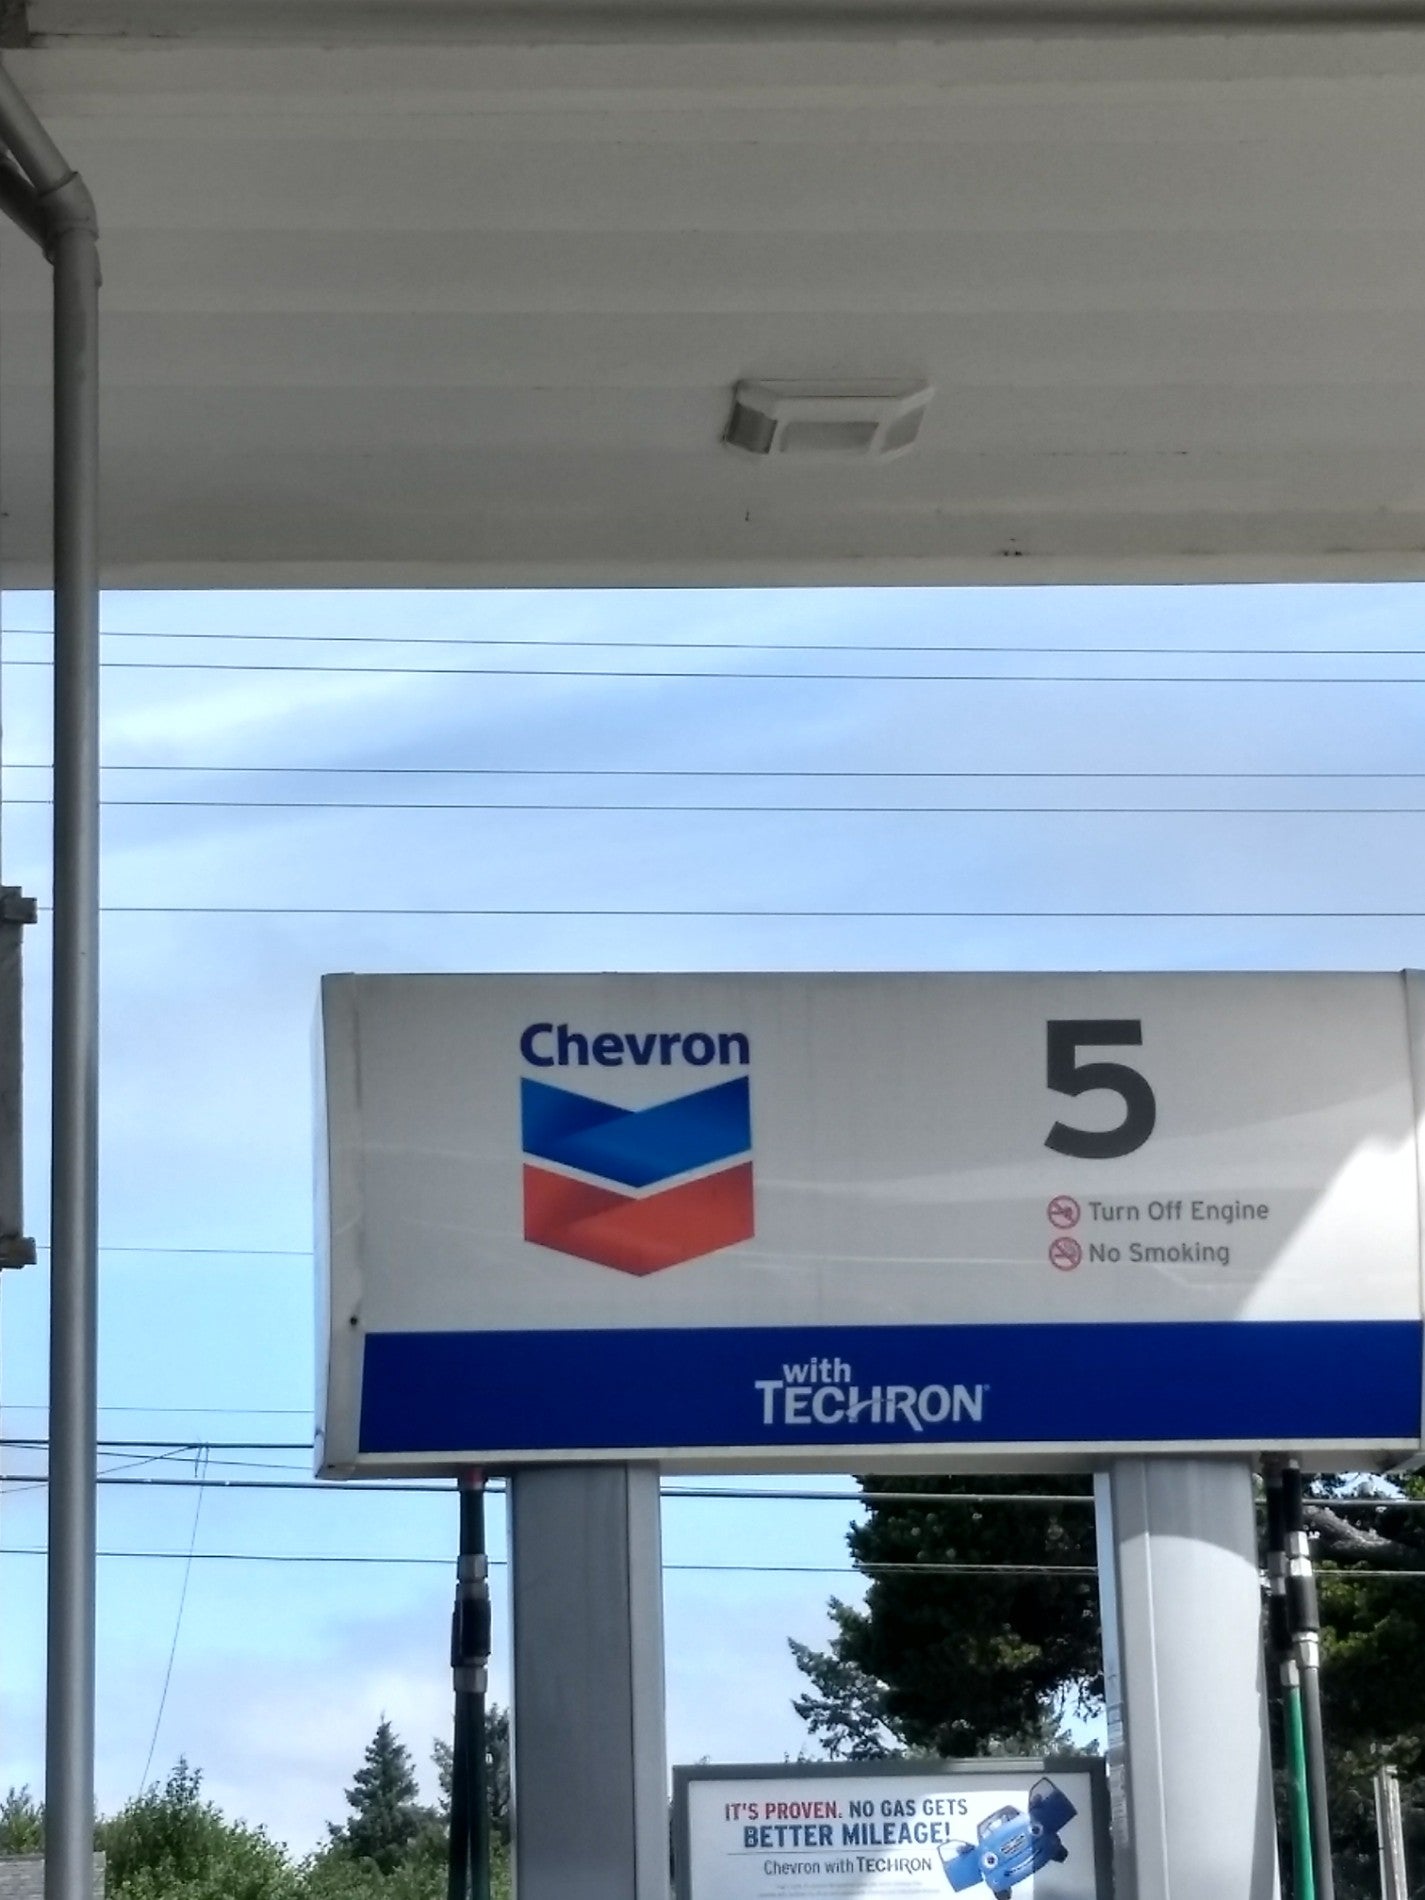 Chevron
5
Turn Off Engine
No Smoking
with
TECHRON
IT'S PROVEN. NO GAS GETS
BETTER MILEAGE!
Chevron with TECHRON